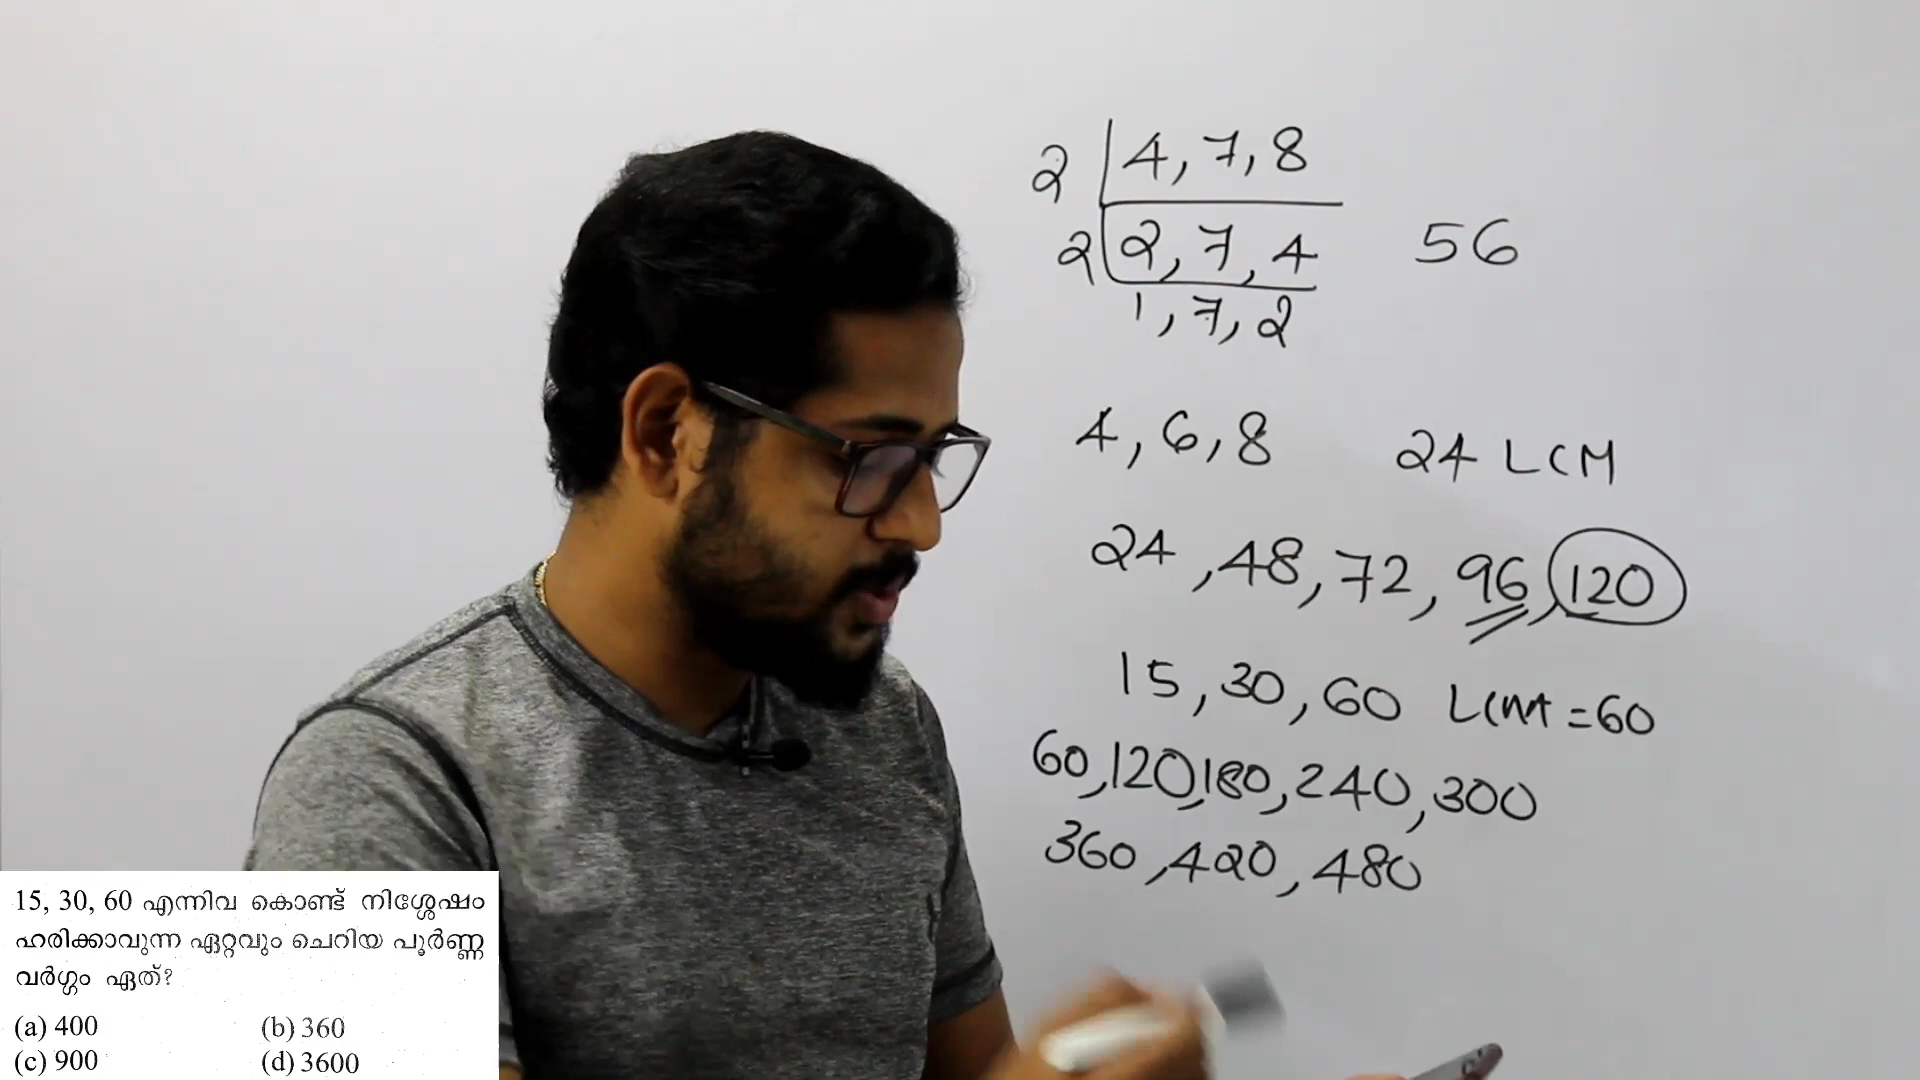 2 | 4, 7, 8
2 | 2, 7, 4 56
1, 7, 2
4, 6, 8 24 LCM
24, 48, 72, 96, 120
15, 30, 60 LCM = 60
60, 120, 180, 240, 300
360, 420, 480
15, 30, 60 എന്നിവ കൊണ്ട് നിശ്ശേഷം
ഹരിക്കാവുന്ന ഏറ്റവും ചെറിയ പൂർണ്ണ
വർഗ്ഗം ഏത്?
(a) 400 (b) 360
(c) 900 (d) 3600